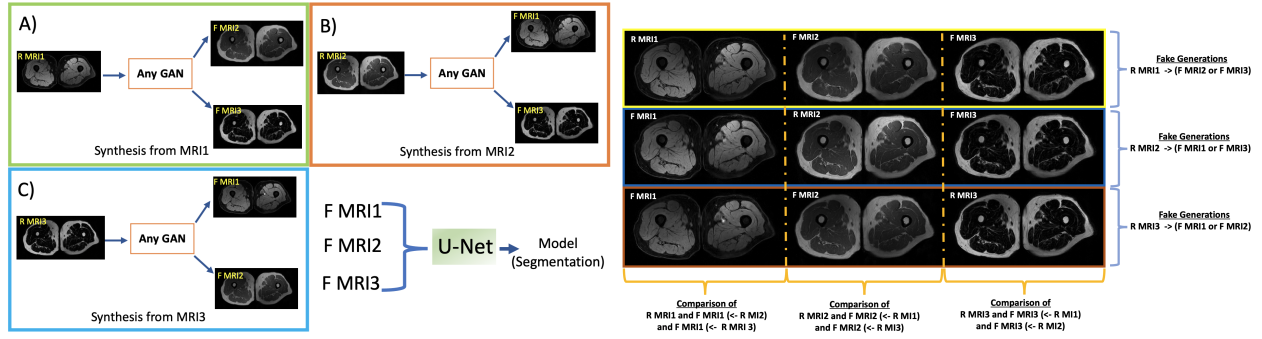 A)
F MRI2
R MRI1
Any GAN
F MRI3
Synthesis from MRI1
B)
F MRI1
R MRI2
Any GAN
F MRI3
Synthesis from MRI2
C)
F MRI1
R MRI3
Any GAN
F MRI2
Synthesis from MRI3
F MRI1
F MRI2
F MRI3
U-Net
Model
(Segmentation)
R MRI1
F MRI2
F MRI3
Fake Generations
R MRI1 -> (F MRI2 or F MRI3)
F MRI1
R MRI2
F MRI3
Fake Generations
R MRI2 -> (F MRI1 or F MRI3)
F MRI1
F MRI2
R MRI3
Fake Generations
R MRI3 -> (F MRI1 or F MRI2)
Comparison of
R MRI1 and F MRI1 (<- R MI2)
and F MRI1 (<- R MRI 3)
Comparison of
R MRI2 and F MRI2 (<- R MI1)
and F MRI2 (<- R MI3)
Comparison of
R MRI3 and F MRI3 (<- R MI1)
and F MRI3 (<- R MI2)